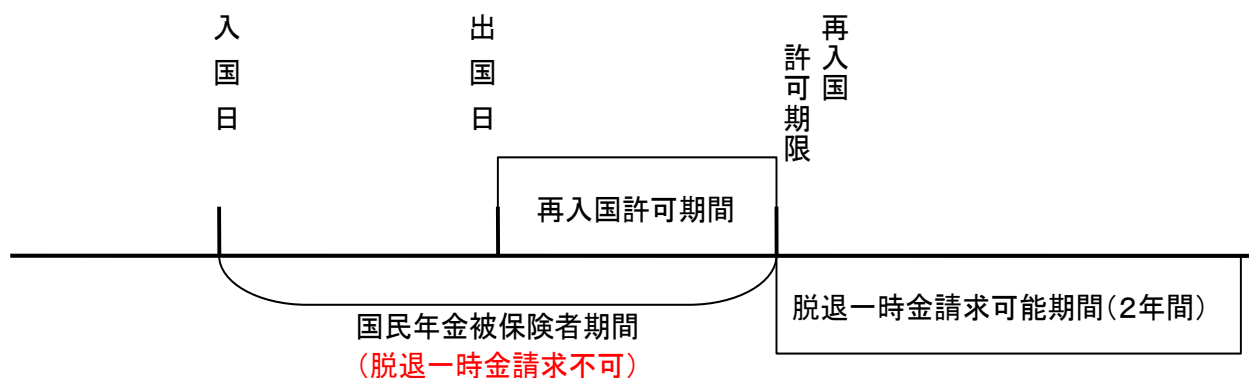 入国日
出国日
再入国
許可期限
再入国許可期間
国民年金被保険者期間
（脱退一時金請求不可）
脱退一時金請求可能期間（２年間）